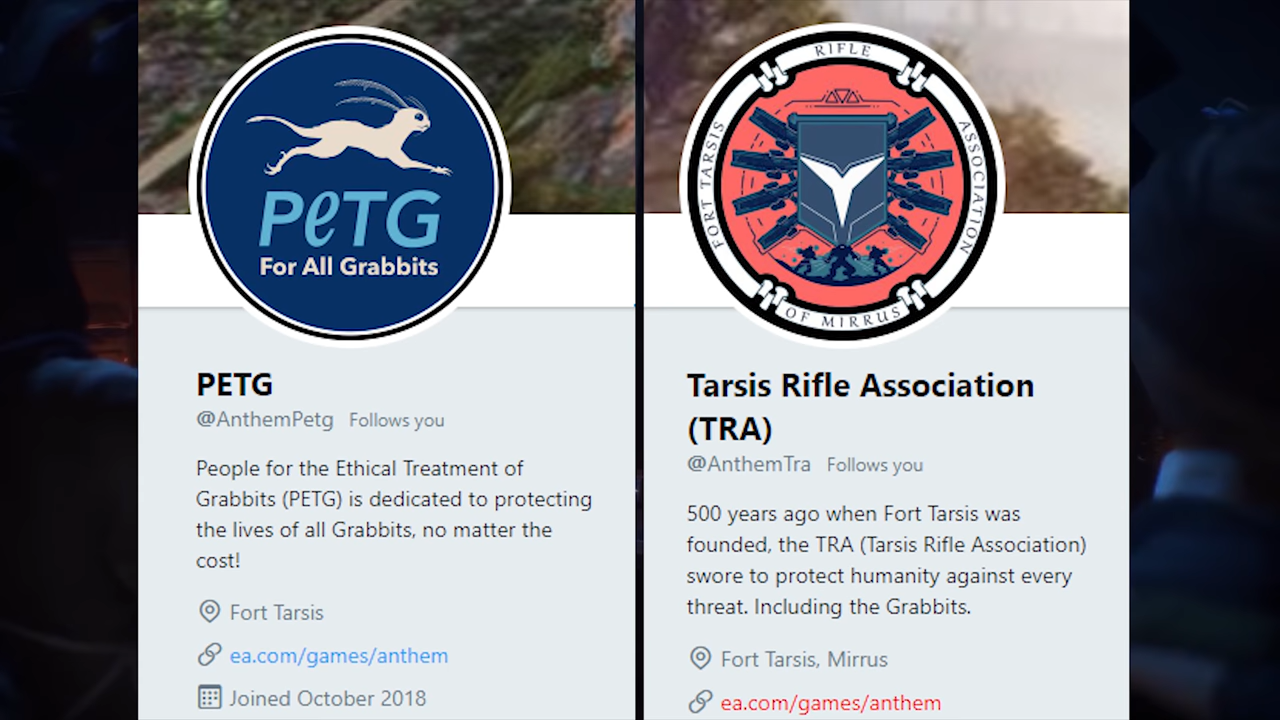 PETG
For All Grabbits
PETG
@AnthemPetg Follows you
People for the Ethical Treatment of
Grabbits (PETG) is dedicated to protecting
the lives of all Grabbits, no matter the
cost!
Fort Tarsis
ea.com/games/anthem
Joined October 2018
RIFLE
ASSOCIATION
OF MIRRUS
FORT TARSIS
Tarsis Rifle Association
(TRA)
@AnthemTra Follows you
500 years ago when Fort Tarsis was
founded, the TRA (Tarsis Rifle Association)
swore to protect humanity against every
threat. Including the Grabbits.
Fort Tarsis, Mirrus
ea.com/games/anthem